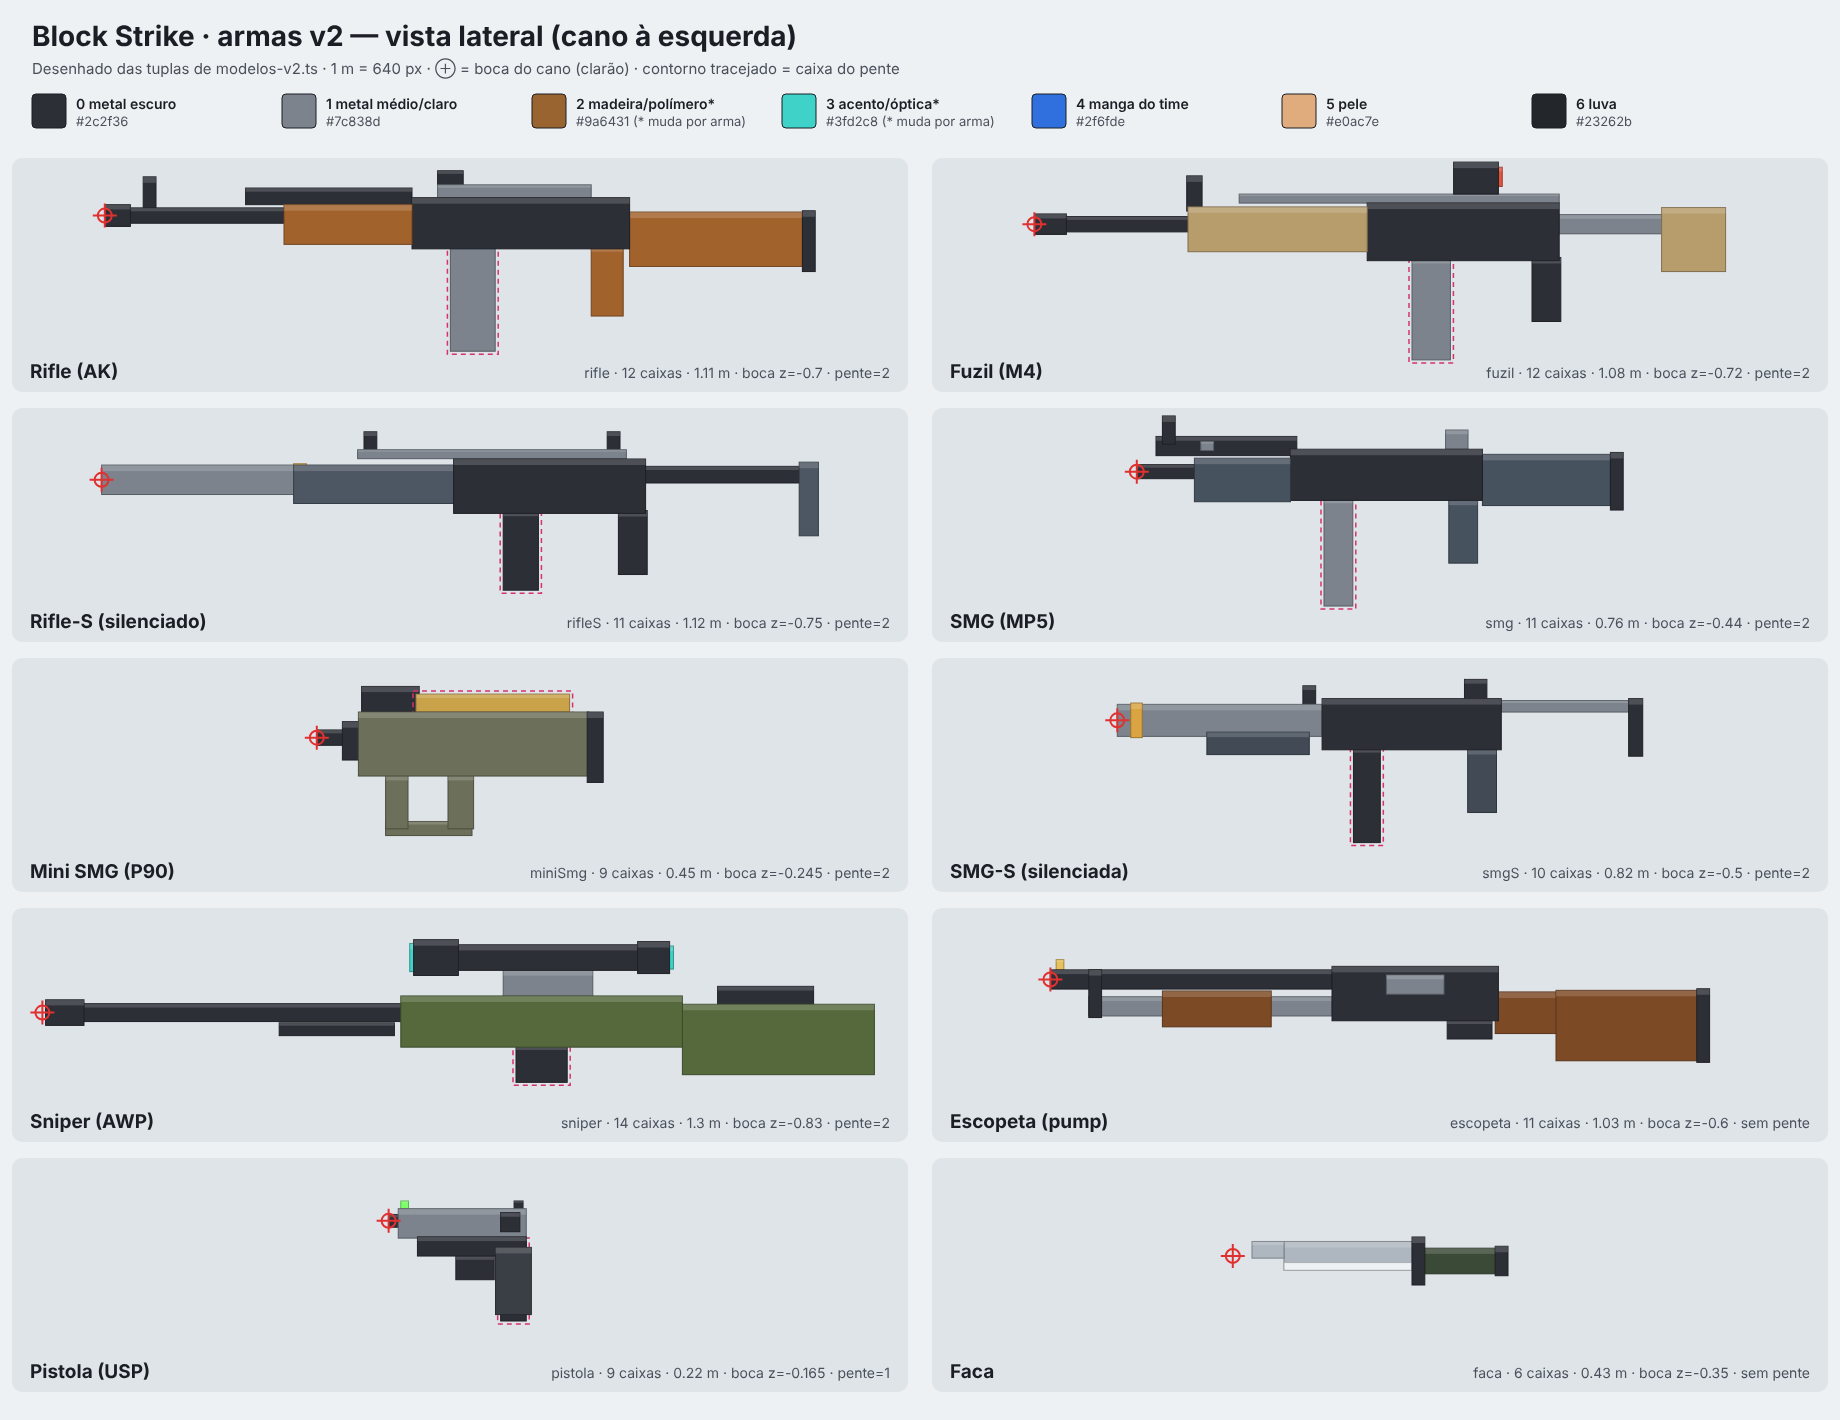 Block Strike · armas v2 — vista lateral (cano à esquerda)
Desenhado das tuplas de modelos-v2.ts · 1 m = 640 px · ⊕ = boca do cano (clarão) · contorno tracejado = caixa do pente
0 metal escuro
#2c2f36
1 metal médio/claro
#7c838d
2 madeira/polímero*
#9a6431 (* muda por arma)
3 acento/óptica*
#3fd2c8 (* muda por arma)
4 manga do time
#2f6fde
5 pele
#e0ac7e
6 luva
#23262b
Rifle (AK)
rifle · 12 caixas · 1.11 m · boca z=-0.7 · pente=2
Fuzil (M4)
fuzil · 12 caixas · 1.08 m · boca z=-0.72 · pente=2
Rifle-S (silenciado)
rifleS · 11 caixas · 1.12 m · boca z=-0.75 · pente=2
SMG (MP5)
smg · 11 caixas · 0.76 m · boca z=-0.44 · pente=2
Mini SMG (P90)
miniSmg · 9 caixas · 0.45 m · boca z=-0.245 · pente=2
SMG-S (silenciada)
smgS · 10 caixas · 0.82 m · boca z=-0.5 · pente=2
Sniper (AWP)
sniper · 14 caixas · 1.3 m · boca z=-0.83 · pente=2
Escopeta (pump)
escopeta · 11 caixas · 1.03 m · boca z=-0.6 · sem pente
Pistola (USP)
pistola · 9 caixas · 0.22 m · boca z=-0.165 · pente=1
Faca
faca · 6 caixas · 0.43 m · boca z=-0.35 · sem pente